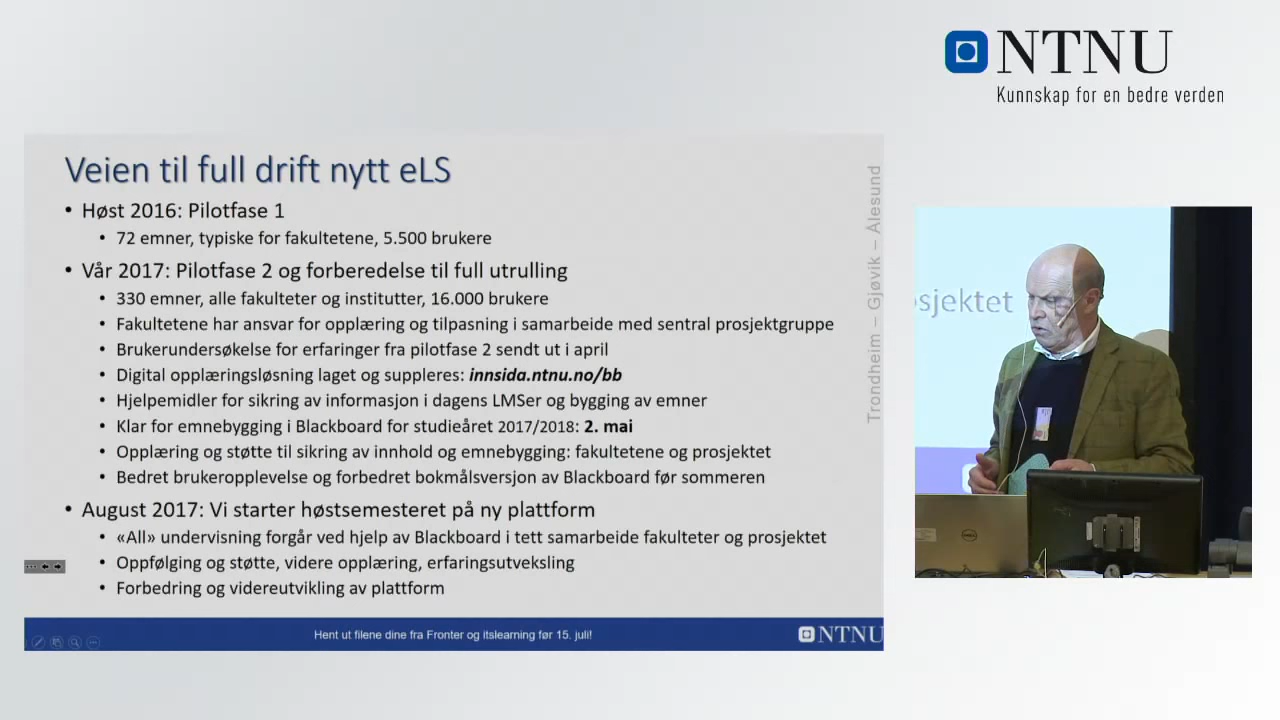 NTNU
Kunnskap for en bedre verden
Veien til full drift nytt eLS
• Høst 2016: Pilotfase 1
• 72 emner, typiske for fakultetene, 5.500 brukere
• Vår 2017: Pilotfase 2 og forberedelse til full utrulling
• 330 emner, alle fakulteter og institutter, 16.000 brukere
• Fakultetene har ansvar for opplæring og tilpasning i samarbeide med sentral prosjektgruppe
• Brukerundersøkelse for erfaringer fra pilotfase 2 sendt ut i april
• Digital opplæringsløsning laget og suppleres: innsida.ntnu.no/bb
• Hjelpemidler for sikring av informasjon i dagens LMSer og bygging av emner
• Klar for emnebygging i Blackboard for studieåret 2017/2018: 2. mai
• Opplæring og støtte til sikring av innhold og emnebygging: fakultetene og prosjektet
• Bedret brukeropplevelse og forbedret bokmålsversjon av Blackboard før sommeren
• August 2017: Vi starter høstsemesteret på ny plattform
• «All» undervisning forgår ved hjelp av Blackboard i tett samarbeide fakulteter og prosjektet
• Oppfølging og støtte, videre opplæring, erfaringsutveksling
• Forbedring og videreutvikling av plattform
Trondheim – Gjøvik – Ålesund
Hent ut filene dine fra Fronter og itslearning før 15. juli!
NTNU
osjektet
DELL